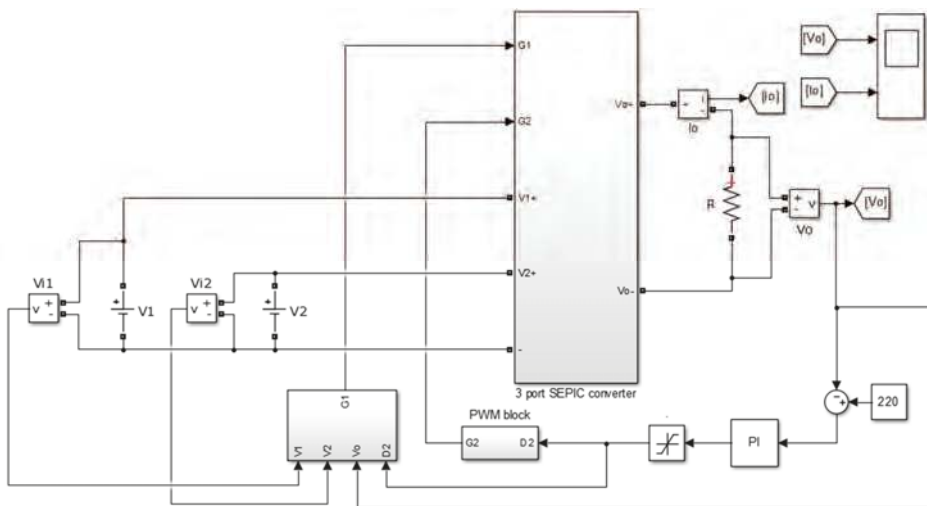 G1
[Vo]
[Io]
G2
Vo+
+
-
i
[Io]
Io
V1+
R
+
-
v
[Vo]
Vo
Vi1
v
+
-
+
V1
Vi2
v
+
-
+
V2
V2+
Vo-
-
3 port SEPIC converter
G1
V1
V2
Vo
D2
PWM block
G2
D2
PI
-
+
220